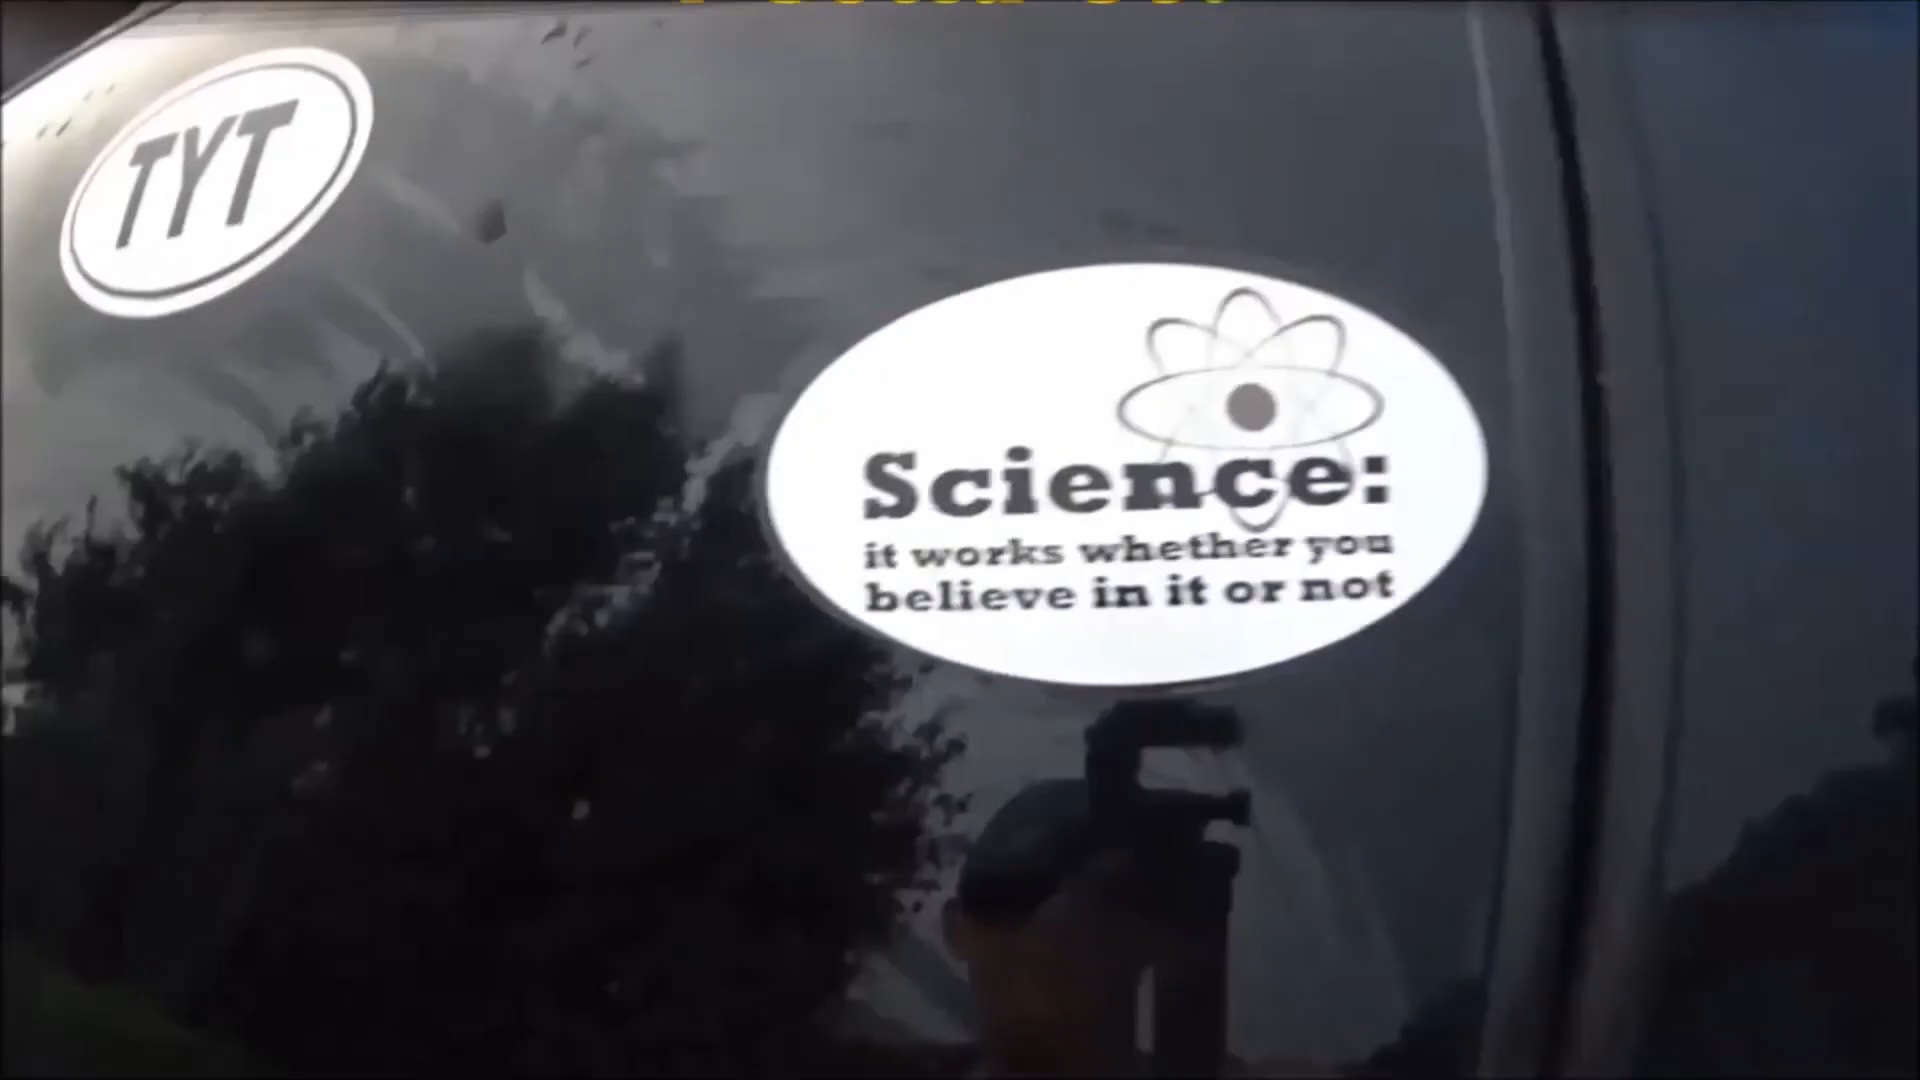 TYT
Science:
it works whether you
believe in it or not